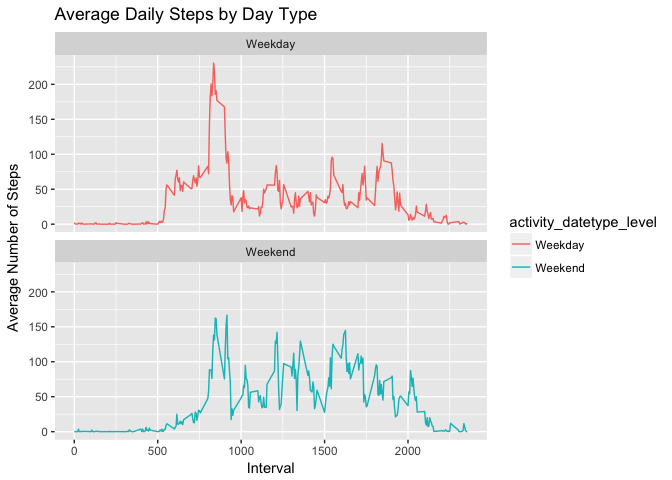 Average Daily Steps by Day Type
Weekday
200
150
100
50
0
Weekend
200
150
100
50
0
0
500
1000
1500
2000
Interval
Average Number of Steps
activity_datetype_level
Weekday
Weekend